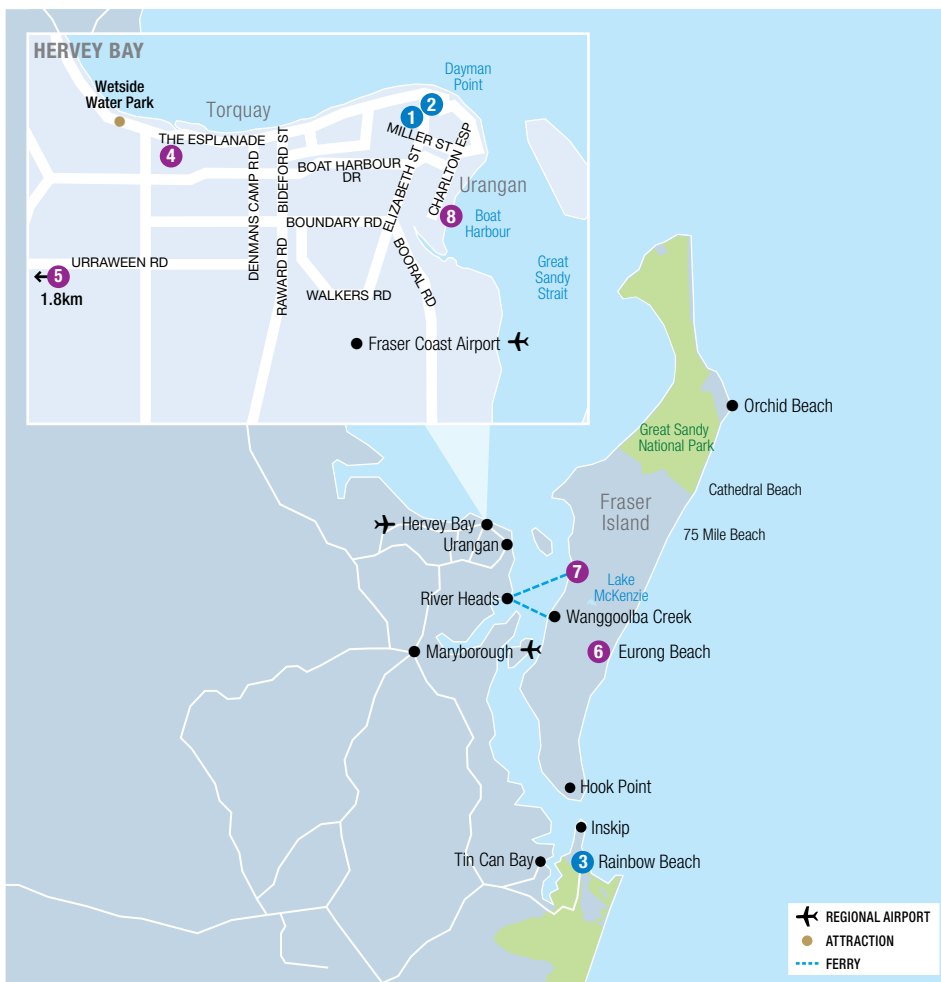 HERVEY BAY
Wetside
Water Park
Torquay
Dayman
Point
2
1
THE ESPLANADE
MILLER ST
4
BOAT HARBOUR
DR
DENMANS CAMP RD
BIDEFORD ST
ELIZABETH ST
CHARLTON ESP
Urangan
8
Boat
Harbour
BOUNDARY RD
URRAWEEN RD
5
1.8km
RAWARD RD
WALKERS RD
BOORAL RD
Great
Sandy
Strait
Fraser Coast Airport
Orchid Beach
Great Sandy
National Park
Cathedral Beach
Fraser
Island
75 Mile Beach
Hervey Bay
Urangan
7
Lake
McKenzie
River Heads
Wanggoolba Creek
Maryborough
6
Eurong Beach
Hook Point
Inskip
Tin Can Bay
3
Rainbow Beach
REGIONAL AIRPORT
ATTRACTION
FERRY